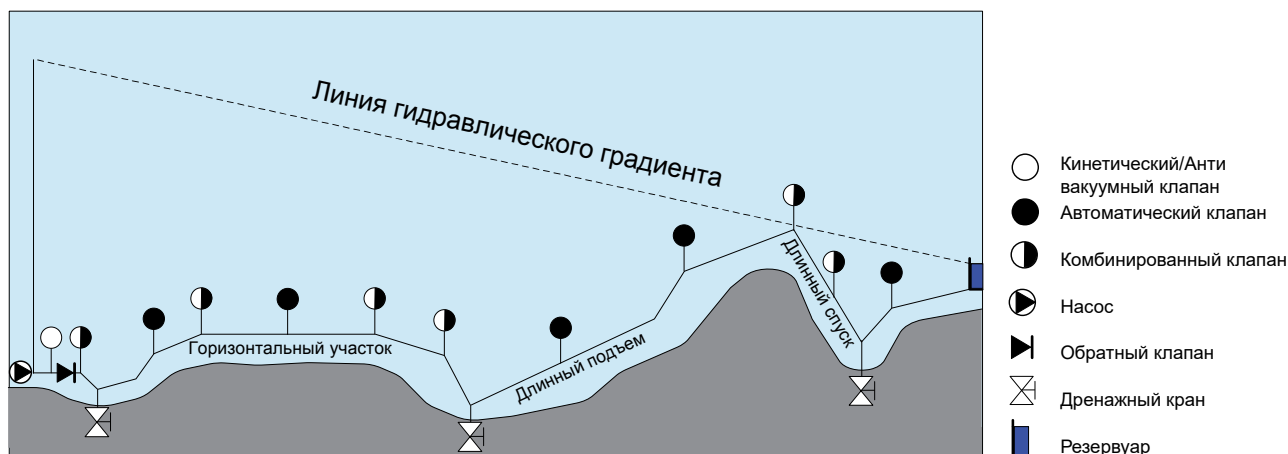 Линия гидравлического градиента
Горизонтальный участок
Длинный подъем
Длинный спуск
Кинетический/Анти
вакуумный клапан
Автоматический клапан
Комбинированный клапан
Насос
Обратный клапан
Дренажный кран
Резервуар